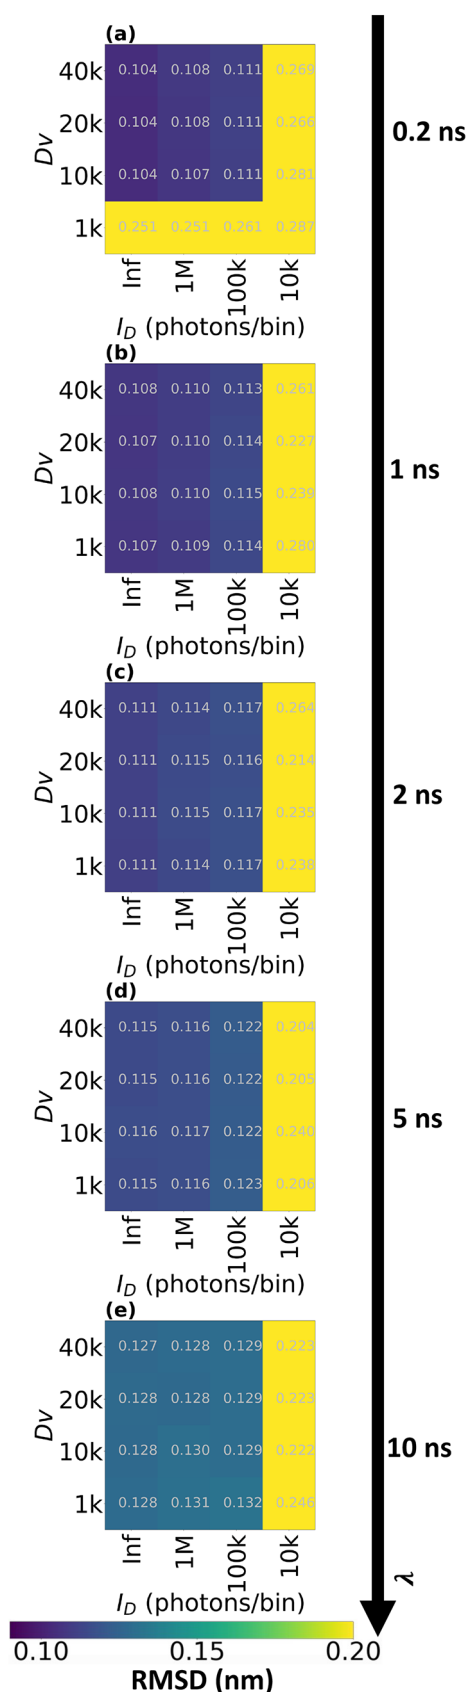 (a)
40k 0.104 0.108 0.111 0.269
0.2 ns
20k 0.104 0.108 0.111 0.266
Dv
10k 0.104 0.107 0.111 0.281
1k 0.251 0.251 0.261 0.287
Inf 1M 100k 10k
I_D (photons/bin)
(b)
40k 0.108 0.110 0.113 0.261
20k 0.107 0.110 0.114 0.227
Dv
1 ns
10k 0.108 0.110 0.115 0.239
1k 0.107 0.109 0.114 0.280
Inf 1M 100k 10k
I_D (photons/bin)
(c)
40k 0.111 0.114 0.117 0.264
20k 0.111 0.115 0.116 0.214
Dv
2 ns
10k 0.111 0.115 0.117 0.235
1k 0.111 0.114 0.117 0.238
Inf 1M 100k 10k
I_D (photons/bin)
(d)
40k 0.115 0.116 0.122 0.204
20k 0.115 0.116 0.122 0.205
Dv
5 ns
10k 0.116 0.117 0.122 0.240
1k 0.115 0.116 0.123 0.206
Inf 1M 100k 10k
I_D (photons/bin)
(e)
40k 0.127 0.128 0.129 0.223
20k 0.128 0.128 0.129 0.223
Dv
10k 0.128 0.130 0.129 0.222
10 ns
1k 0.128 0.131 0.132 0.246
Inf 1M 100k 10k
λ
I_D (photons/bin)
0.10 0.15 0.20
RMSD (nm)